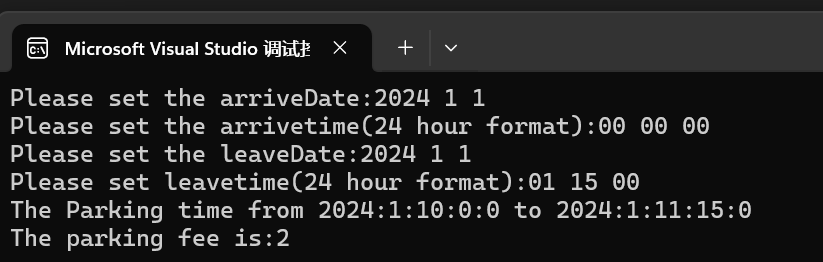 Microsoft Visual Studio 调试
Please set the arriveDate:2024 1 1
Please set the arrivetime(24 hour format):00 00 00
Please set the leaveDate:2024 1 1
Please set leavetime(24 hour format):01 15 00
The Parking time from 2024:1:10:0:0 to 2024:1:11:15:0
The parking fee is:2